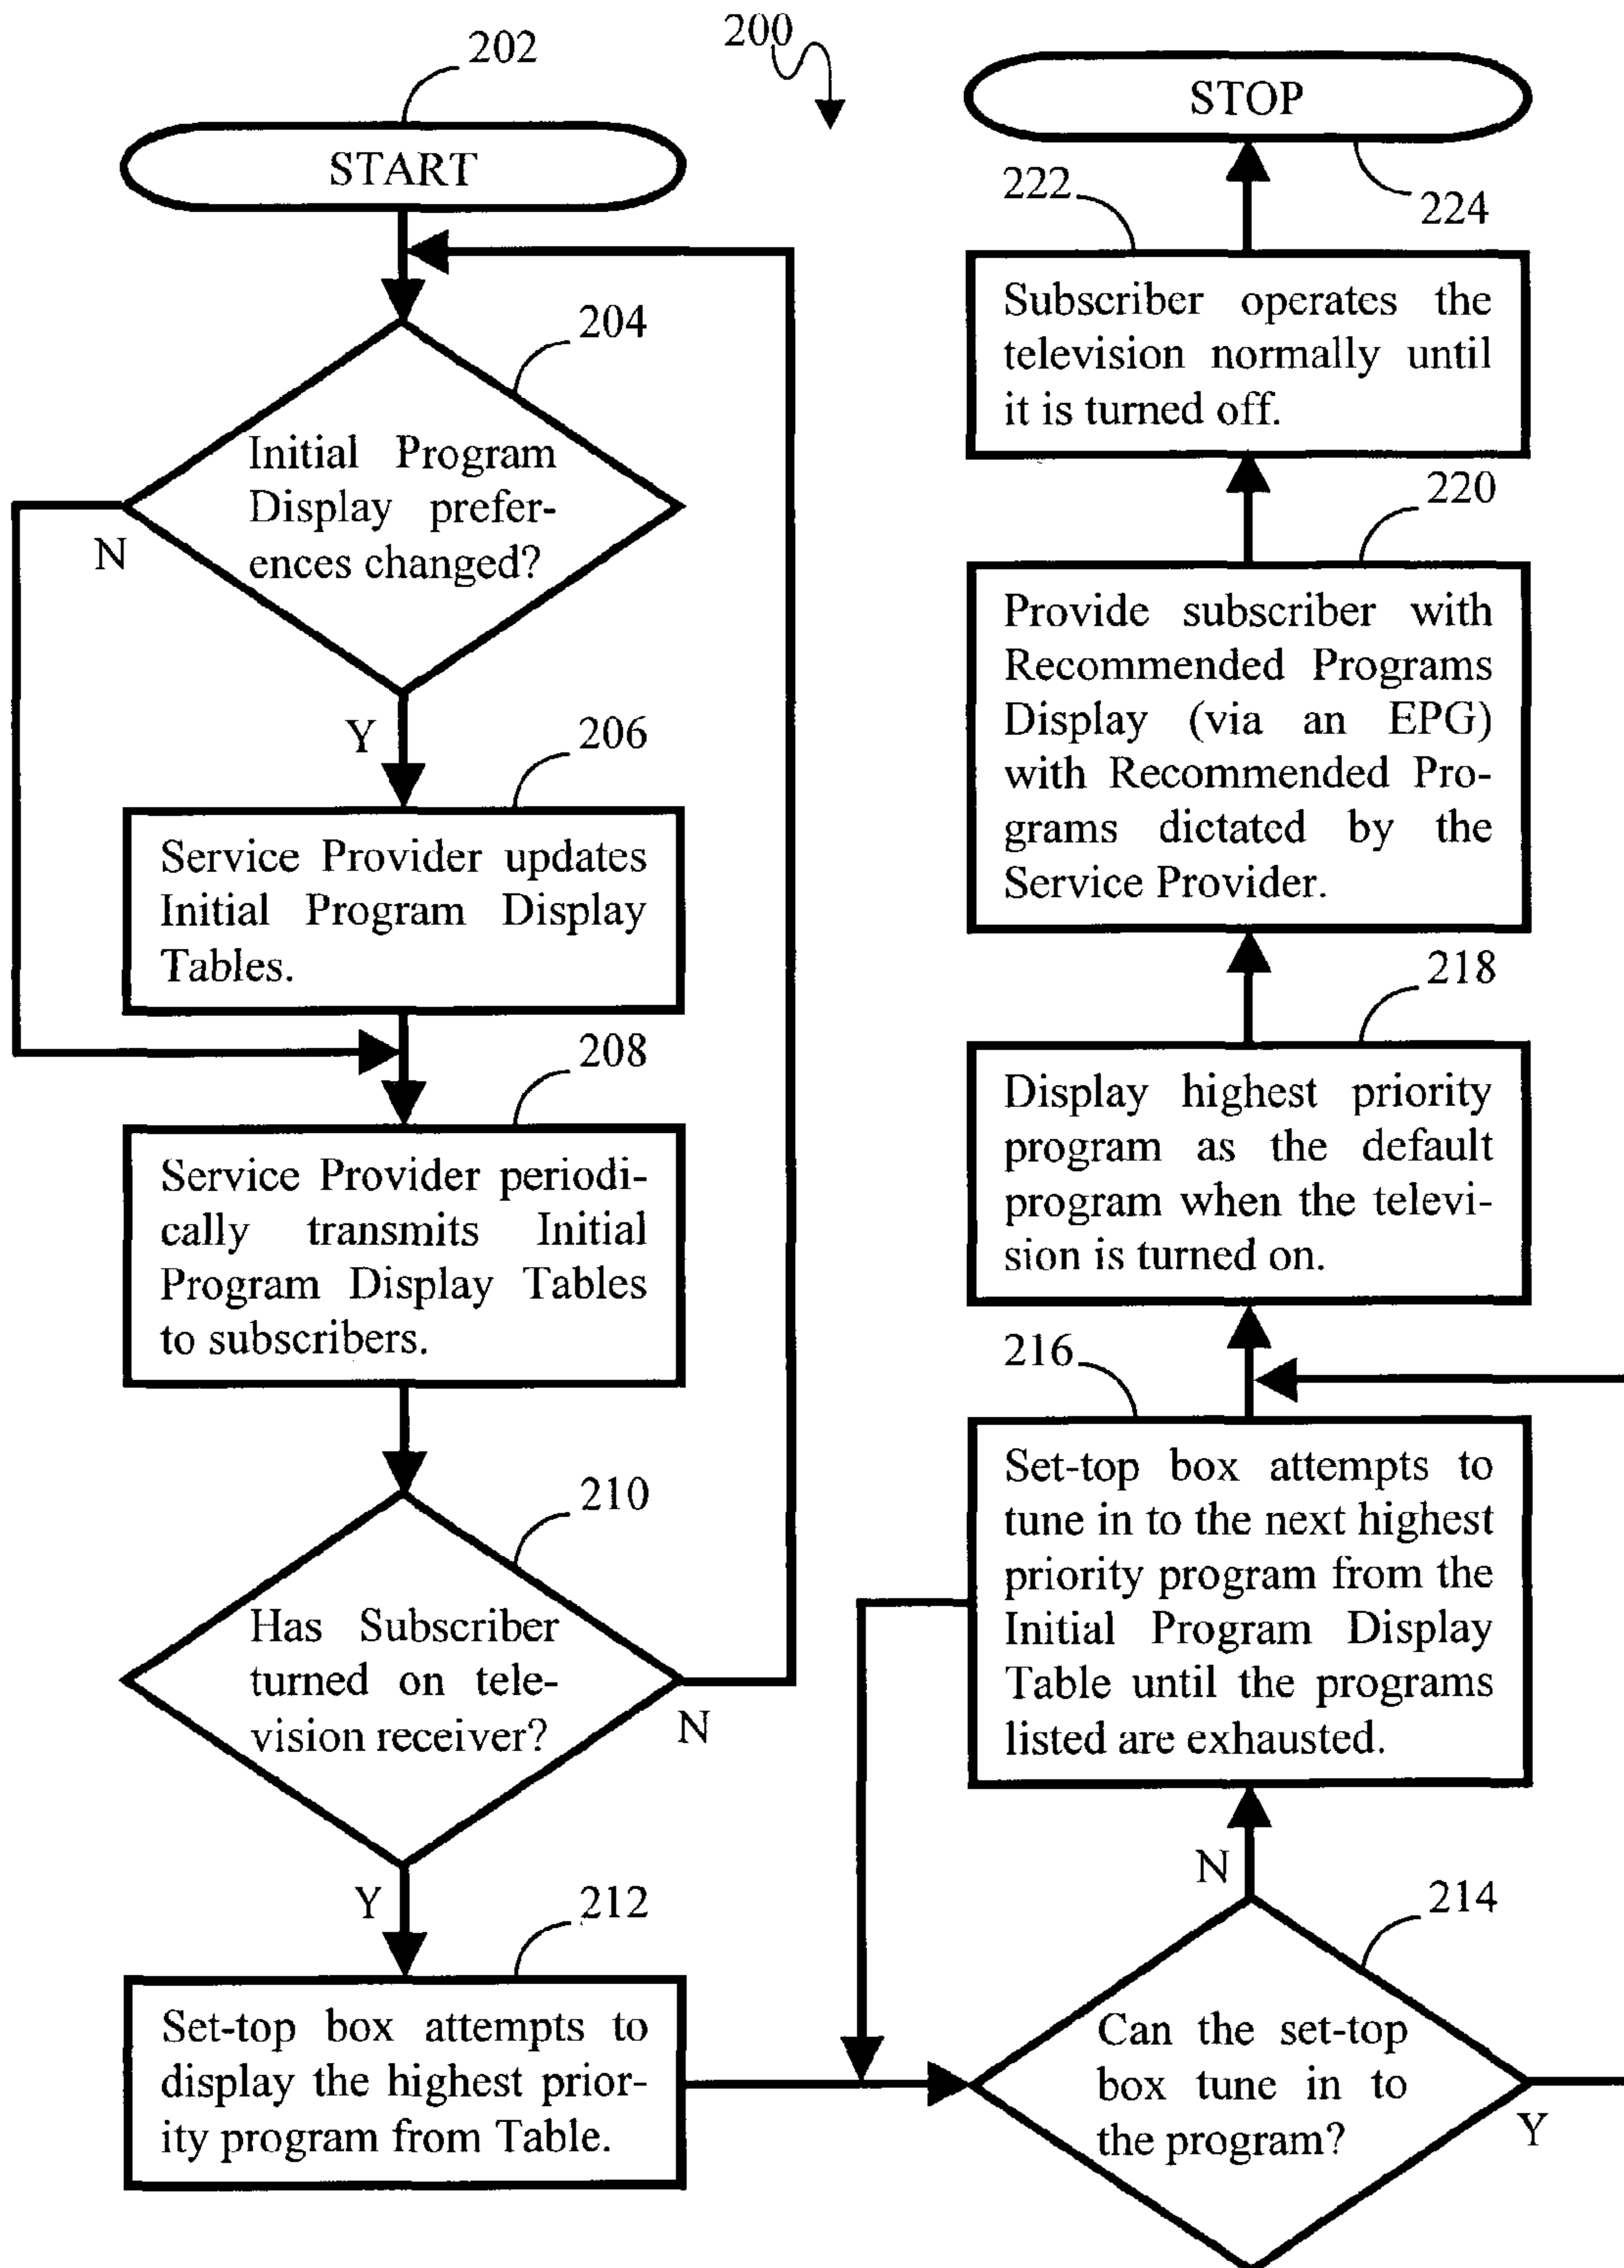 200
202
START
204
Initial Program
Display prefer-
ences changed?
N
Y
206
Service Provider updates
Initial Program Display
Tables.
208
Service Provider periodi-
cally transmits Initial
Program Display Tables
to subscribers.
210
Has Subscriber
turned on tele-
vision receiver?
N
Y
212
Set-top box attempts to
display the highest prior-
ity program from Table.
STOP
224
222
Subscriber operates the
television normally until
it is turned off.
220
Provide subscriber with
Recommended Programs
Display (via an EPG)
with Recommended Pro-
grams dictated by the
Service Provider.
218
Display highest priority
program as the default
program when the televi-
sion is turned on.
216
Set-top box attempts to
tune in to the next highest
priority program from the
Initial Program Display
Table until the programs
listed are exhausted.
N
214
Can the set-top
box tune in to
the program?
Y